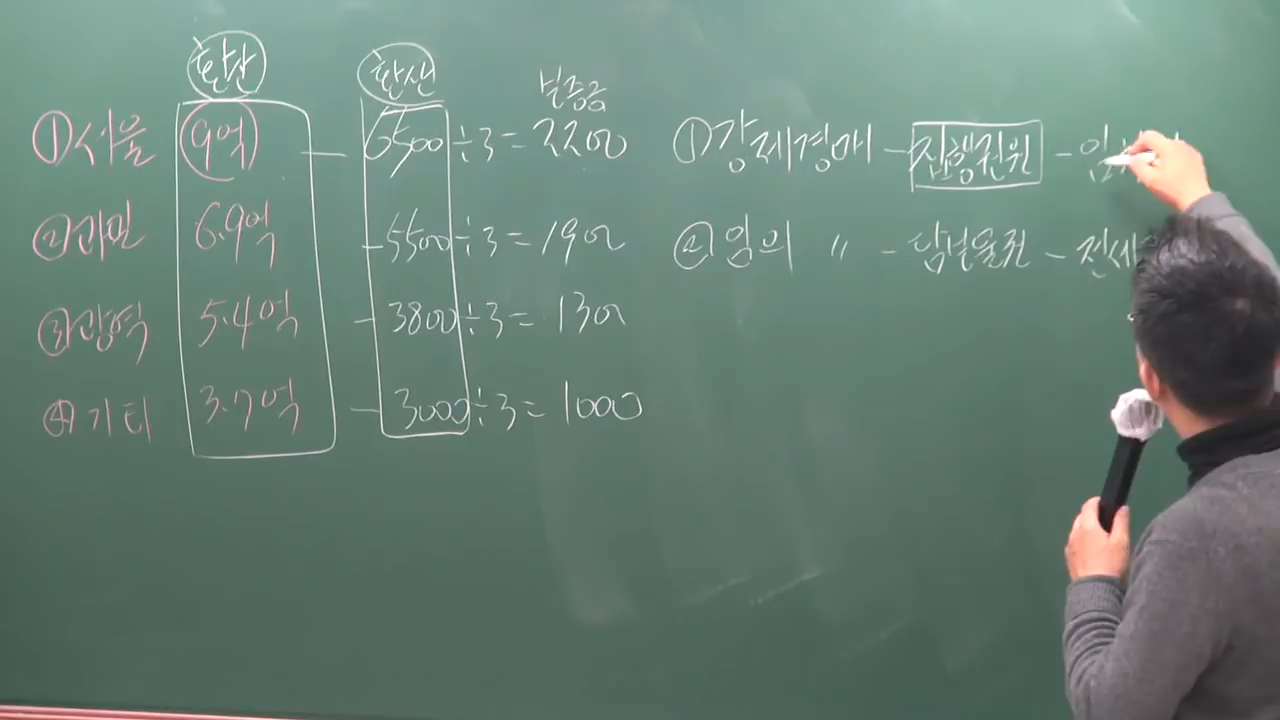 환산 환산 보증금
①서울 9억 - 6500÷3=2200
②과밀 6.9억 - 5500÷3=1900
③광역 5.4억 - 3800÷3=1300
④기타 3.7억 - 3000÷3=1000
①강제경매 - 집행권원 -
②임의 〃 - 담보물권 - 전세